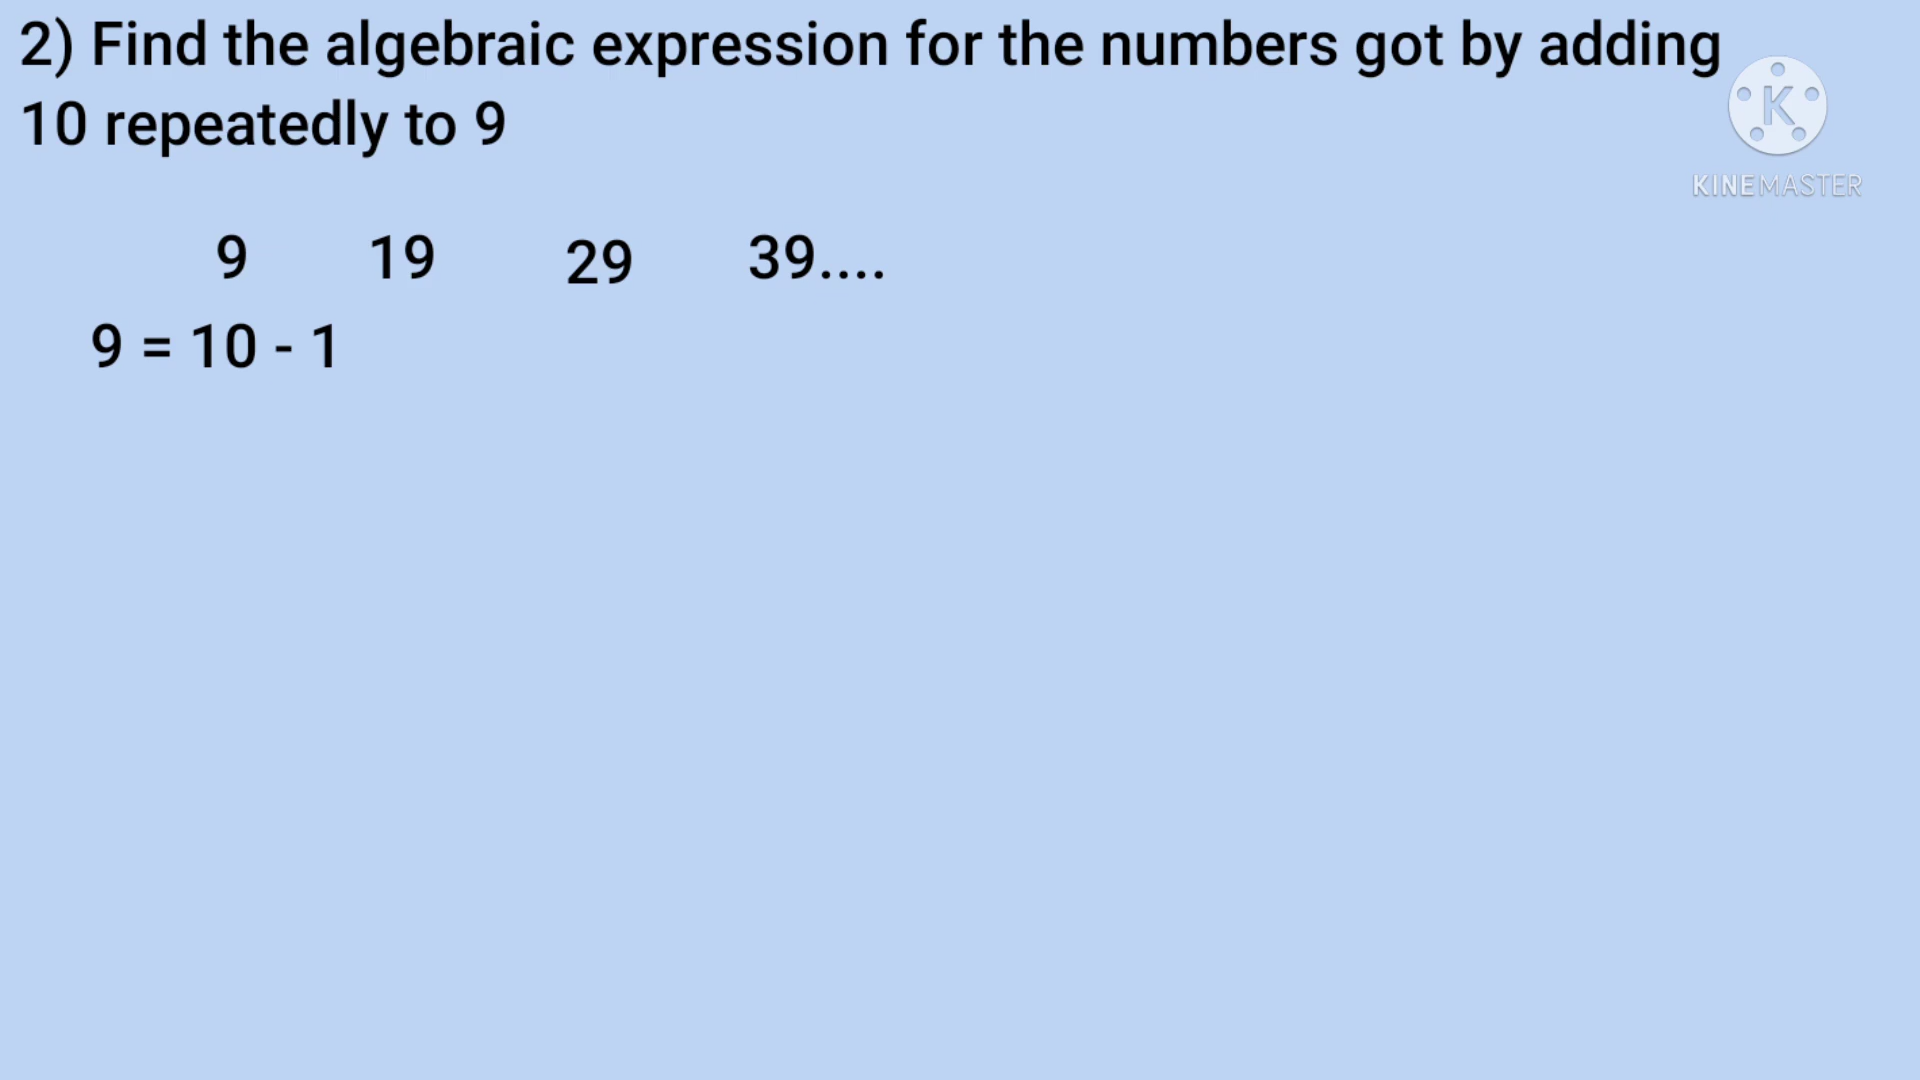 2) Find the algebraic expression for the numbers got by adding
10 repeatedly to 9
K
KINEMASTER
9 19 29 39....
9 = 10 - 1